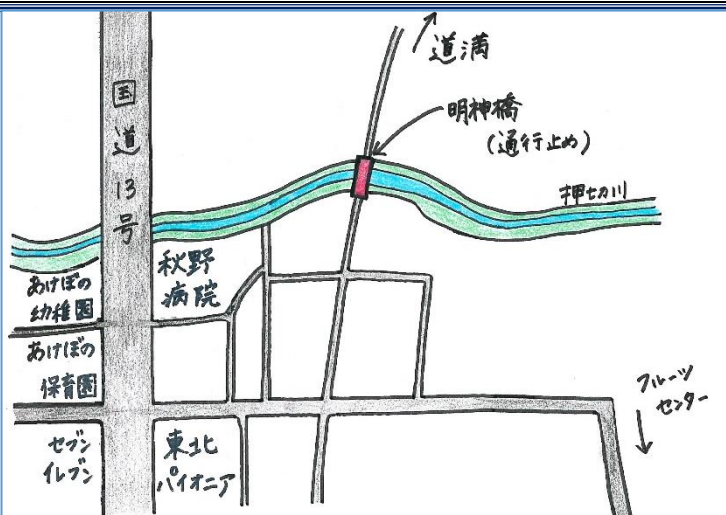 道満
明神橋
(通行止め)
押切川
国道13号
秋野
病院
あけぼの
幼稚園
あけぼの
保育園
セブン
イレブン
東北
パイオニア
フルーツ
センター